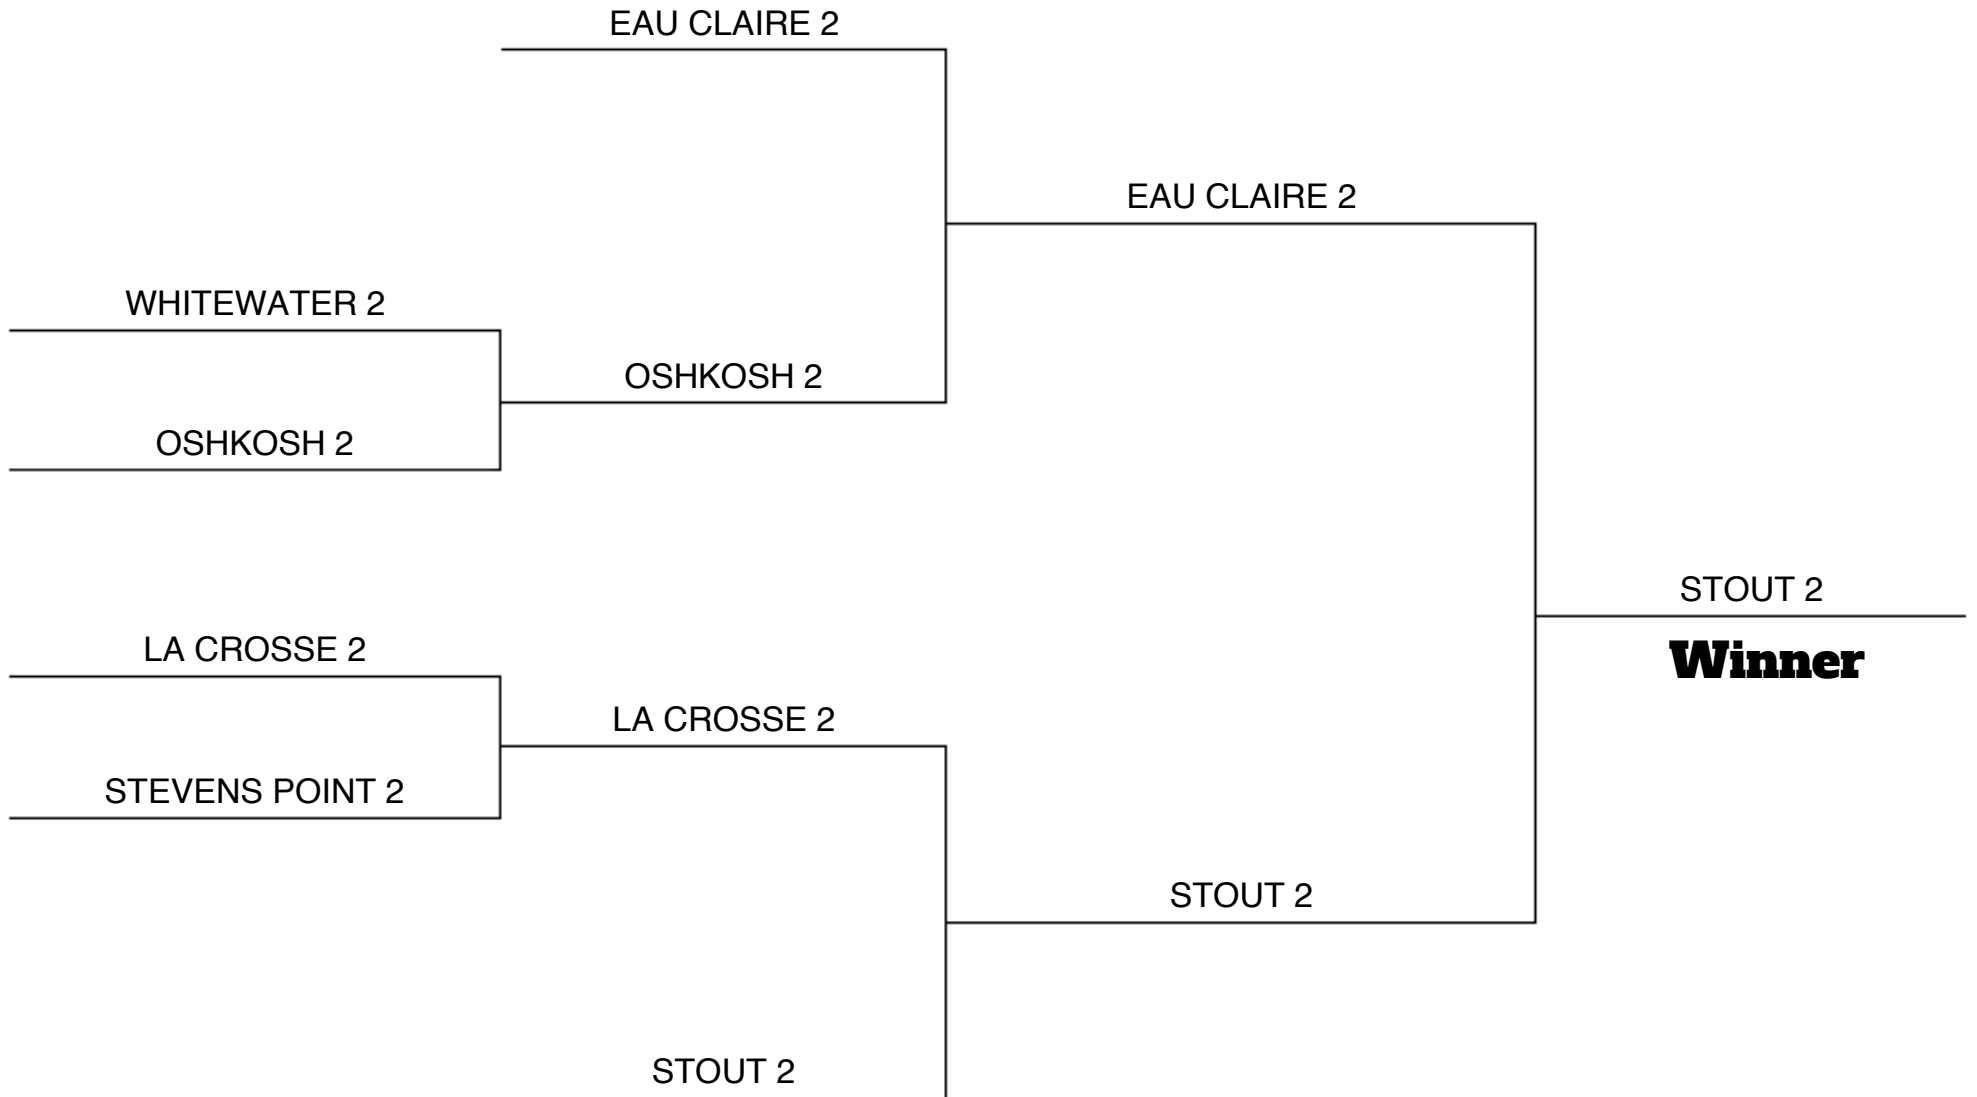 EAU CLAIRE 2
EAU CLAIRE 2
WHITEWATER 2
OSHKOSH 2
OSHKOSH 2
STOUT 2
Winner
LA CROSSE 2
LA CROSSE 2
STEVENS POINT 2
STOUT 2
STOUT 2